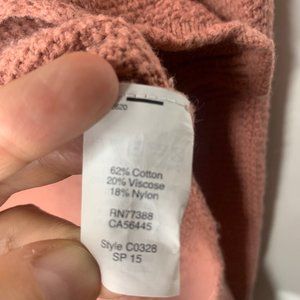 62% Cotton
20% Viscose
18% Nylon
RN77388
CA56445
Style C0328
SP 15